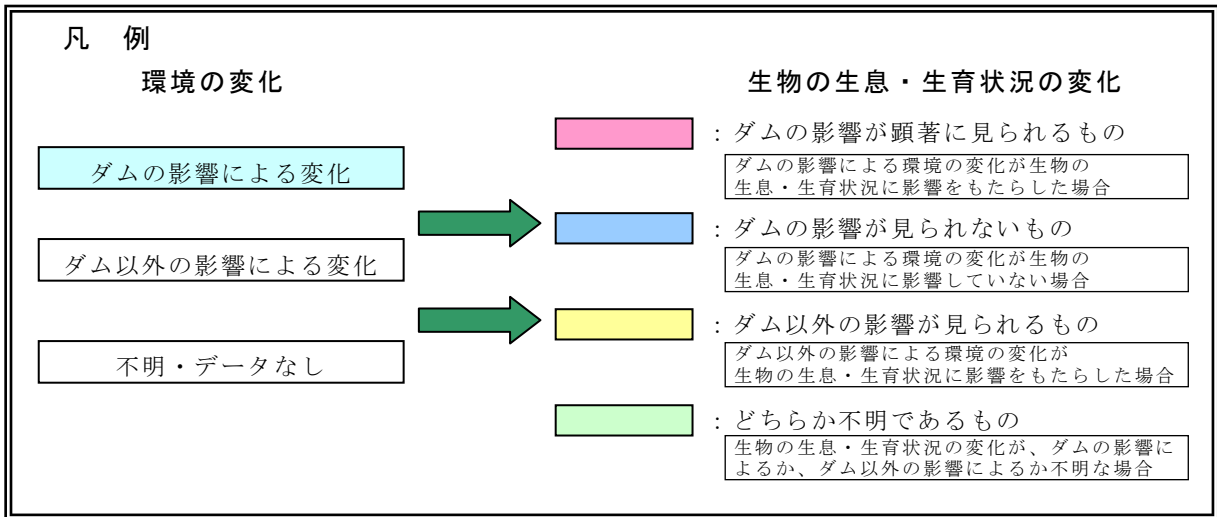 凡 例
環境の変化
ダムの影響による変化
ダム以外の影響による変化
不明・データなし
生物の生息・生育状況の変化
：ダムの影響が顕著に見られるもの
ダムの影響による環境の変化が生物の
生息・生育状況に影響をもたらした場合
：ダムの影響が見られないもの
ダムの影響による環境の変化が生物の
生息・生育状況に影響していない場合
：ダム以外の影響が見られるもの
ダム以外の影響による環境の変化が
生物の生息・生育状況に影響をもたらした場合
：どちらか不明であるもの
生物の生息・生育状況の変化が、ダムの影響に
よるか、ダム以外の影響によるか不明な場合